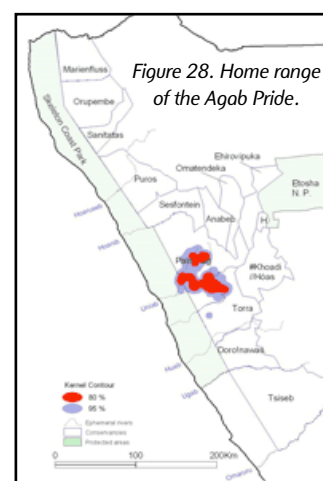 Figure 28. Home range
of the Agab Pride.
Marienfluss
Orupembe
Skeleton Coast Park
Sanitatas
Ehirovipuka
Omatendeka
Puros
Etosha
N. P.
Sesfontein
Anabeb
Hoarusib
H
Hoanib
#Khoadi
//Hôas
Uniab
Torra
Doro!nawas
Huab
Kernel Contour
80 %
95 %
Ugab
Tsiseb
Ephemeral rivers
Conservancies
Protected areas
0
100
200Km
Omaruru